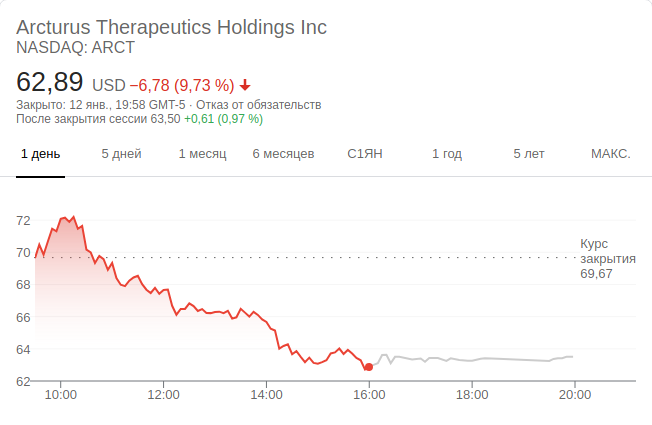 Arcturus Therapeutics Holdings Inc
NASDAQ: ARCT
62,89 USD −6,78 (9,73 %)
Закрыто: 12 янв., 19:58 GMT-5 · Отказ от обязательств
После закрытия сессии 63,50 +0,61 (0,97 %)
1 день 5 дней 1 месяц 6 месяцев С1ЯН 1 год 5 лет МАКС.
72
70
68
66
64
62
Курс
закрытия
69,67
10:00 12:00 14:00 16:00 18:00 20:00